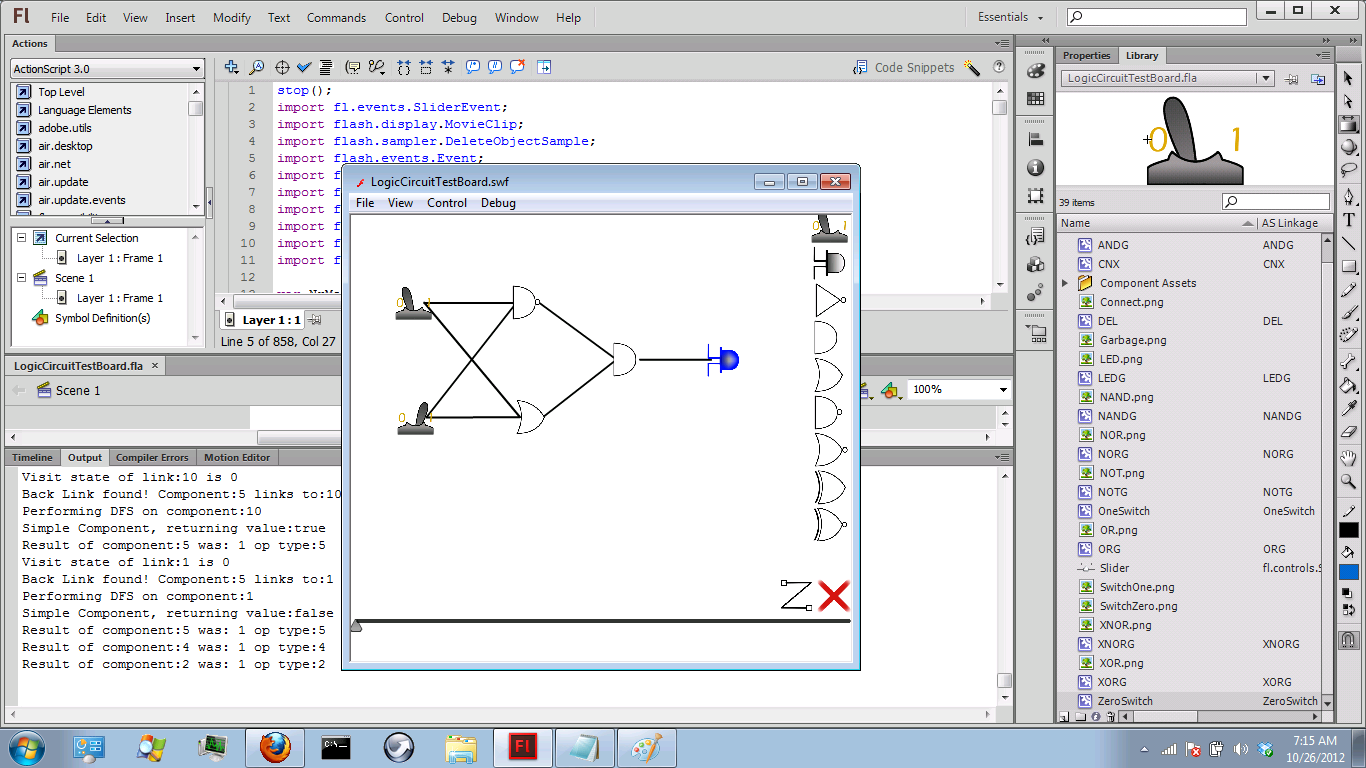 Fl File Edit View Insert Modify Text Commands Control Debug Window Help Essentials
Actions
ActionScript 3.0
Top Level
Language Elements
adobe.utils
air.desktop
air.net
air.update
air.update.events
Current Selection
Layer 1 : Frame 1
Scene 1
Layer 1 : Frame 1
Symbol Definition(s)
Code Snippets
1 stop();
2 import fl.events.SliderEvent;
3 import flash.display.MovieClip;
4 import flash.sampler.DeleteObjectSample;
5 import flash.events.Event;
6 import f
7 import f
8 import f
9 import f
10 import f
11 import f
12
Layer 1 : 1
Line 5 of 858, Col 27
LogicCircuitTestBoard.fla
Scene 1
100%
Timeline Output Compiler Errors Motion Editor
Visit state of link:10 is 0
Back Link found! Component:5 links to:10
Performing DFS on component:10
Simple Component, returning value:true
Result of component:5 was: 1 op type:5
Visit state of link:1 is 0
Back Link found! Component:5 links to:1
Performing DFS on component:1
Simple Component, returning value:false
Result of component:5 was: 1 op type:5
Result of component:4 was: 1 op type:4
Result of component:2 was: 1 op type:2
LogicCircuitTestBoard.swf
File View Control Debug
0 1
0 1
0 1
Properties Library
LogicCircuitTestBoard.fla
0 1
39 items
Name AS Linkage
ANDG ANDG
CNX CNX
Component Assets
Connect.png
DEL DEL
Garbage.png
LED.png
LEDG LEDG
NAND.png
NANDG NANDG
NOR.png
NORG NORG
NOT.png
NOTG NOTG
OneSwitch OneSwitch
OR.png
ORG ORG
Slider fl.controls.S
SwitchOne.png
SwitchZero.png
XNOR.png
XNORG XNORG
XOR.png
XORG XORG
ZeroSwitch ZeroSwitch
C:\
Fl
7:15 AM
10/26/2012